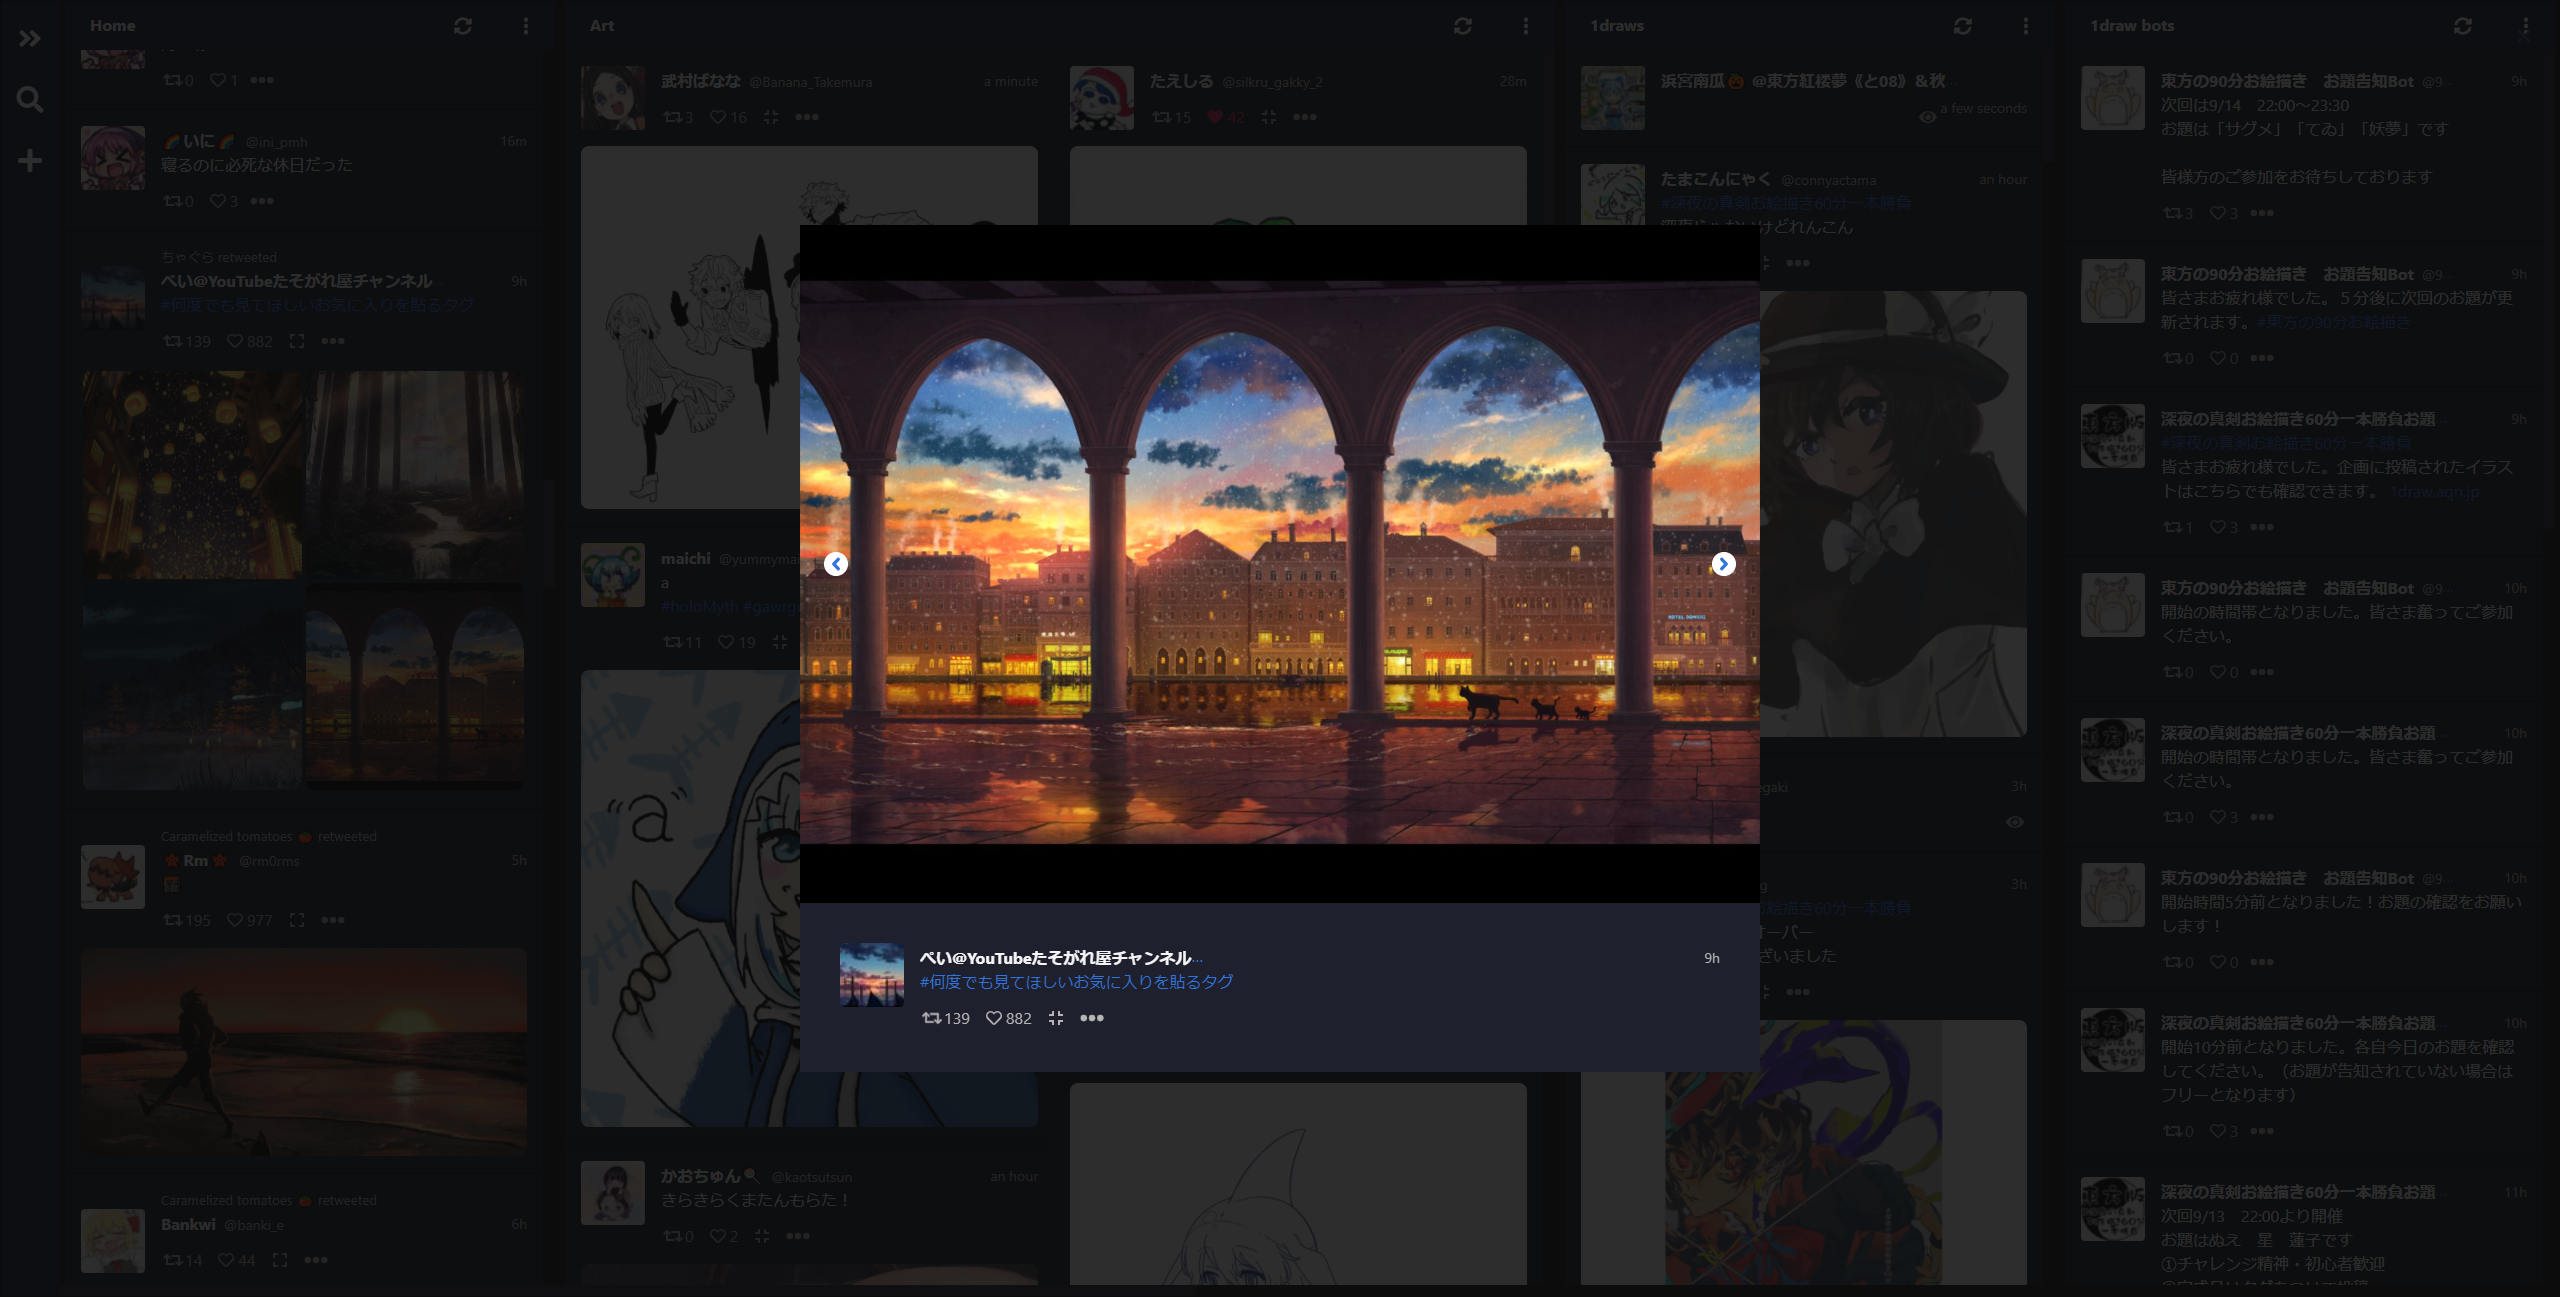 Home
0 1
いに @ini_pmh 16m
寝るのに必死な休日だった
0 3
ちゃぐら retweeted
べい@YouTubeたそがれ屋チャンネル… 9h
#何度でも見てほしいお気に入りを貼るタグ
139 882
Caramelized tomatoes retweeted
Rm @rm0rms 5h
195 977
Caramelized tomatoes retweeted
Bankwi @banki_e 6h
14 44
Art
武村ばなな @Banana_Takemura a minute
3 16
maichi
a
#holoMyth
11 19
"a"
かおちゅん @kaotsutsun an hour
きらきらくまたんもらた！
0 2
たえしる @silkru_gakky_2 28m
15 42
HOTEL
べい@YouTubeたそがれ屋チャンネル… 9h
#何度でも見てほしいお気に入りを貼るタグ
139 882
1draws
浜宮南瓜 @東方紅楼夢《と08》＆秋…
a few seconds
たまこんにゃく @connyactama an hour
#深夜の真剣お絵描き60分一本勝負
けどれんこん
egaki 3h
g 3h
お絵描き60分一本勝負
オーバー
ざいました
1draw bots
東方の90分お絵描き　お題告知Bot @9… 9h
次回は9/14　22:00～23:30
お題は「サグメ」「てゐ」「妖夢」です
皆様方のご参加をお待ちしております
3 3
東方の90分お絵描き　お題告知Bot @9… 9h
皆さまお疲れ様でした。５分後に次回のお題が更
新されます。#東方の90分お絵描き
0 0
深夜の真剣お絵描き60分一本勝負お題… 9h
#深夜の真剣お絵描き60分一本勝負
皆さまお疲れ様でした。企画に投稿されたイラス
トはこちらでも確認できます。 1draw.aqn.jp
1 3
東方の90分お絵描き　お題告知Bot @9… 10h
開始の時間帯となりました。皆さま奮ってご参加
ください。
0 0
深夜の真剣お絵描き60分一本勝負お題… 10h
開始の時間帯となりました。皆さま奮ってご参加
ください。
0 3
東方の90分お絵描き　お題告知Bot @9… 10h
開始時間5分前となりました！お題の確認をお願い
します！
0 0
深夜の真剣お絵描き60分一本勝負お題… 10h
開始10分前となりました。各自今日のお題を確認
してください。（お題が告知されていない場合は
フリーとなります）
0 3
深夜の真剣お絵描き60分一本勝負お題… 11h
次回9/13　22:00より開催
お題はぬえ　星　蓮子です
①チャレンジ精神・初心者歓迎